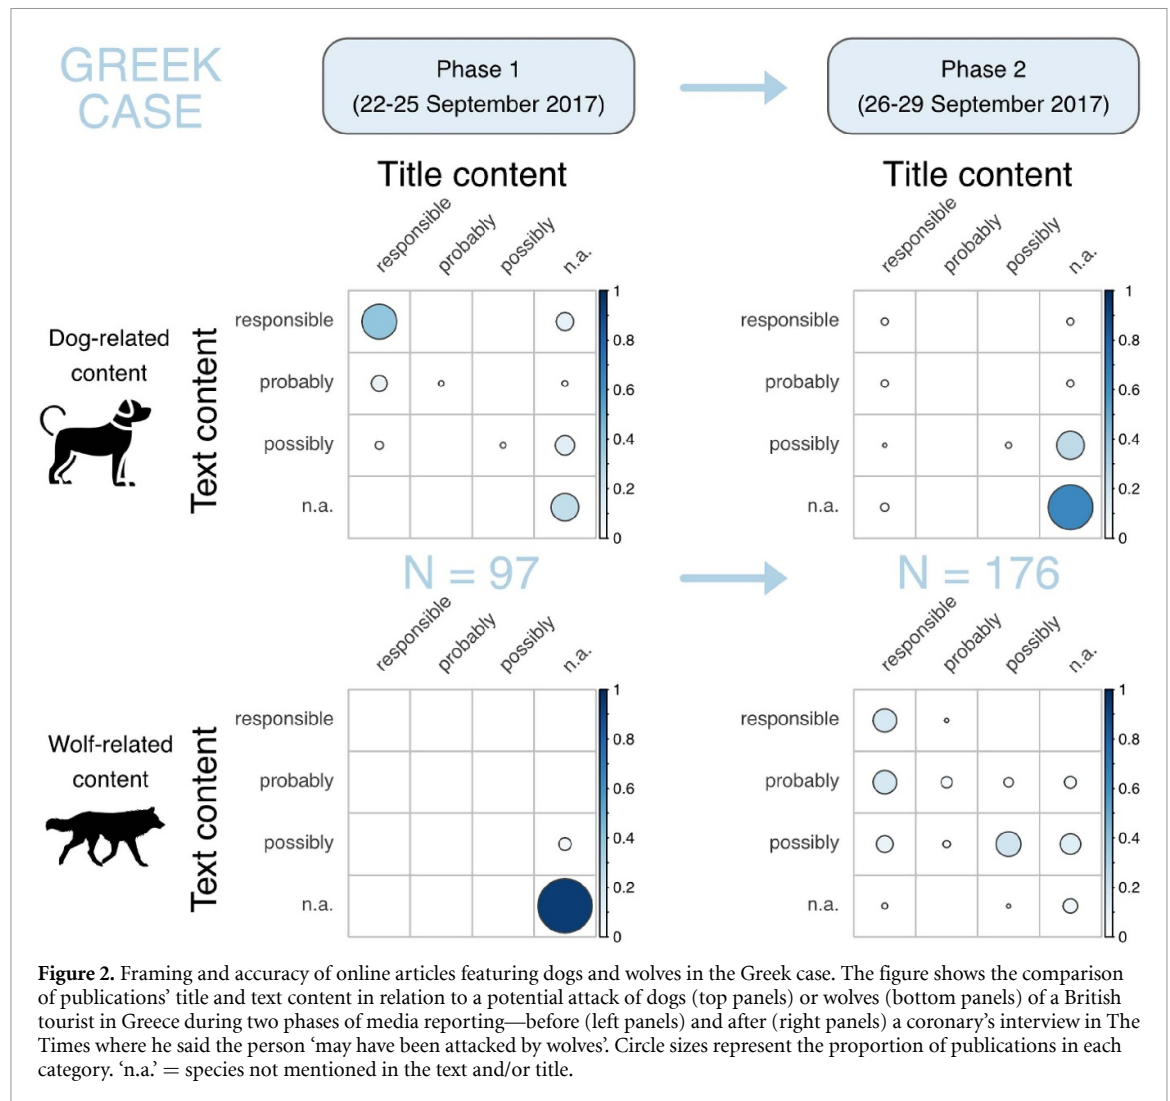 GREEK
CASE
Phase 1
(22-25 September 2017)
Phase 2
(26-29 September 2017)
Title content
Title content
responsible
probably
possibly
n.a.
responsible
probably
possibly
n.a.
Dog-related
content
Text content
responsible
probably
possibly
n.a.
1
0.8
0.6
0.4
0.2
0
responsible
probably
possibly
n.a.
1
0.8
0.6
0.4
0.2
0
N = 97
N = 176
responsible
probably
possibly
n.a.
responsible
probably
possibly
n.a.
Wolf-related
content
Text content
responsible
probably
possibly
n.a.
1
0.8
0.6
0.4
0.2
0
responsible
probably
possibly
n.a.
1
0.8
0.6
0.4
0.2
0
Figure 2. Framing and accuracy of online articles featuring dogs and wolves in the Greek case. The figure shows the comparison
of publications’ title and text content in relation to a potential attack of dogs (top panels) or wolves (bottom panels) of a British
tourist in Greece during two phases of media reporting—before (left panels) and after (right panels) a coronary’s interview in The
Times where he said the person ‘may have been attacked by wolves’. Circle sizes represent the proportion of publications in each
category. ‘n.a.’ = species not mentioned in the text and/or title.